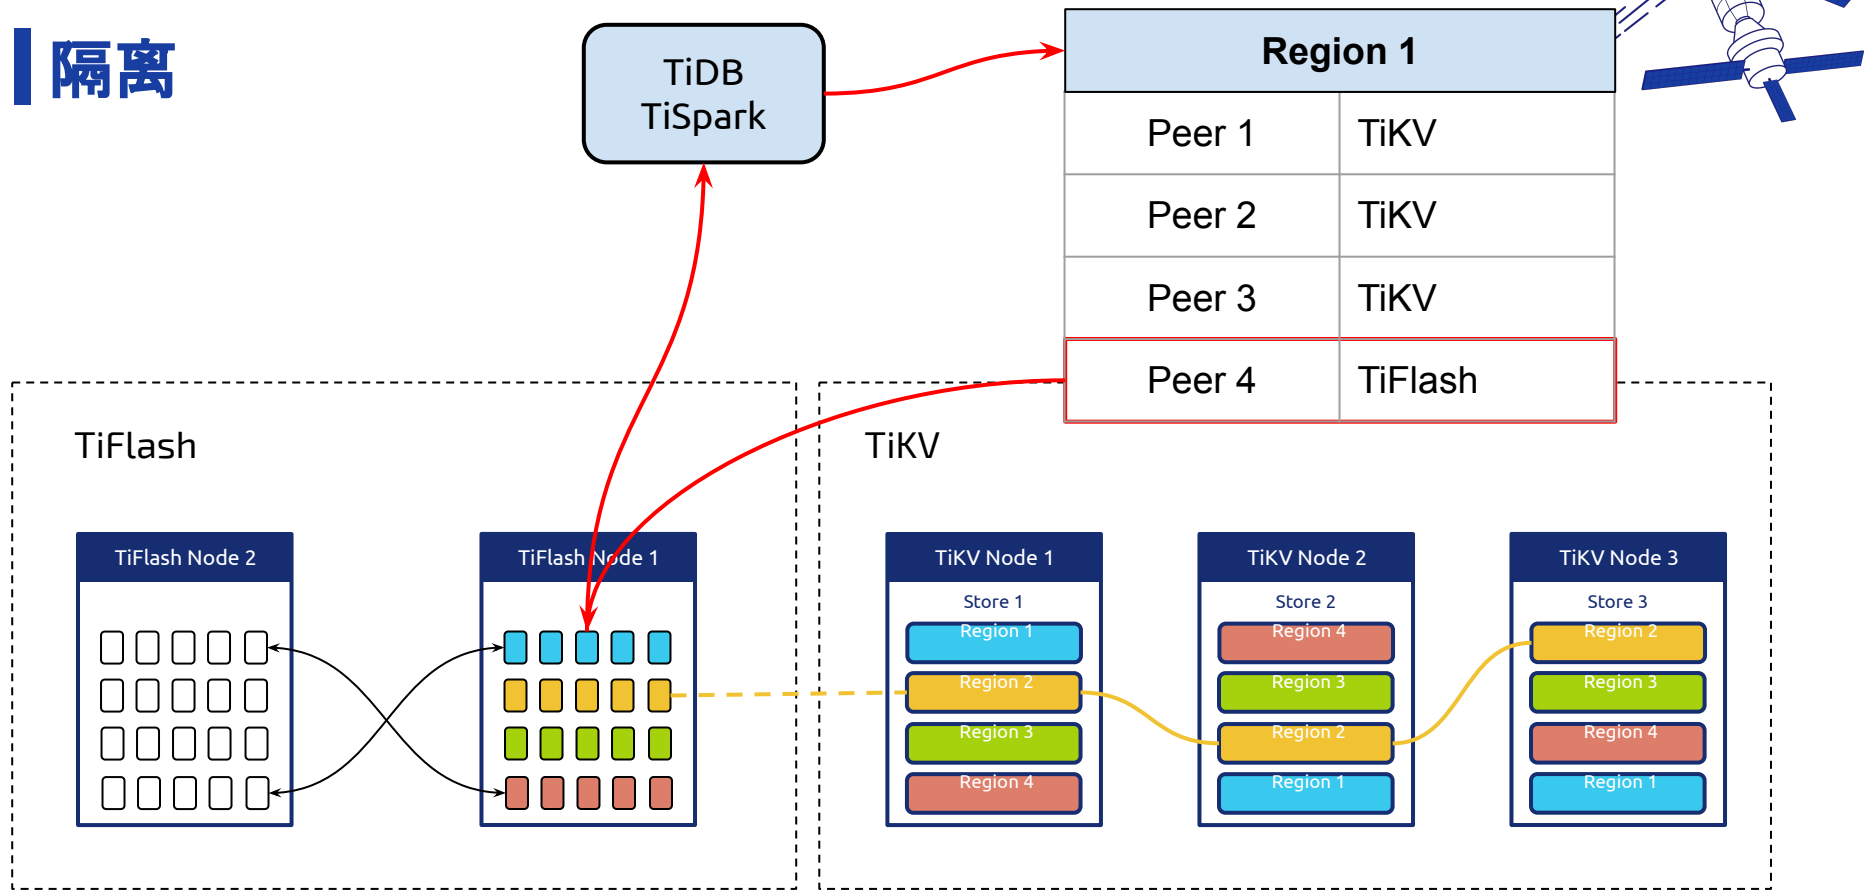 隔离
TiDB
TiSpark
Region 1
Peer 1 TiKV
Peer 2 TiKV
Peer 3 TiKV
Peer 4 TiFlash
TiFlash
TiKV
TiFlash Node 2
TiFlash Node 1
TiKV Node 1
Store 1
Region 1
Region 2
Region 3
Region 4
TiKV Node 2
Store 2
Region 4
Region 3
Region 2
Region 1
TiKV Node 3
Store 3
Region 2
Region 3
Region 4
Region 1